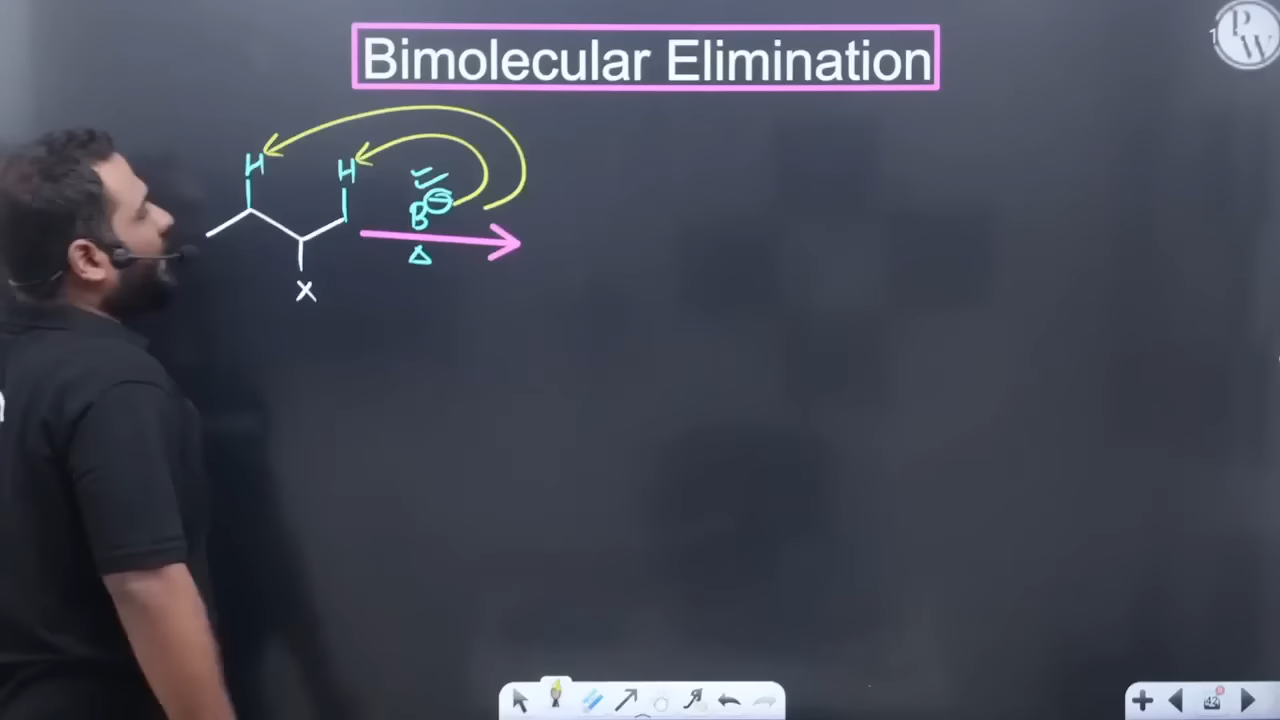 Bimolecular Elimination
H H
B⊖
Δ
X
PW